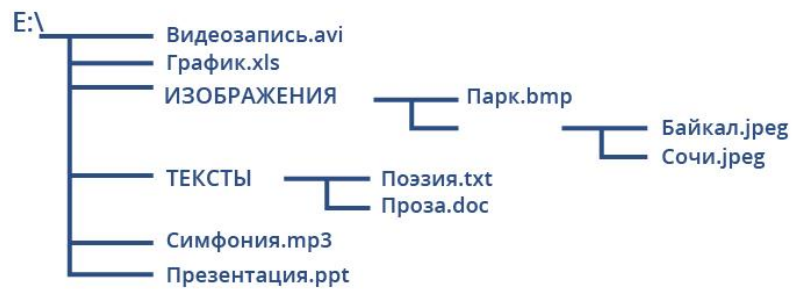 E:\
Видеозапись.avi
График.xls
ИЗОБРАЖЕНИЯ
Парк.bmp
Байкал.jpeg
Сочи.jpeg
ТЕКСТЫ
Поэзия.txt
Проза.doc
Симфония.mp3
Презентация.ppt